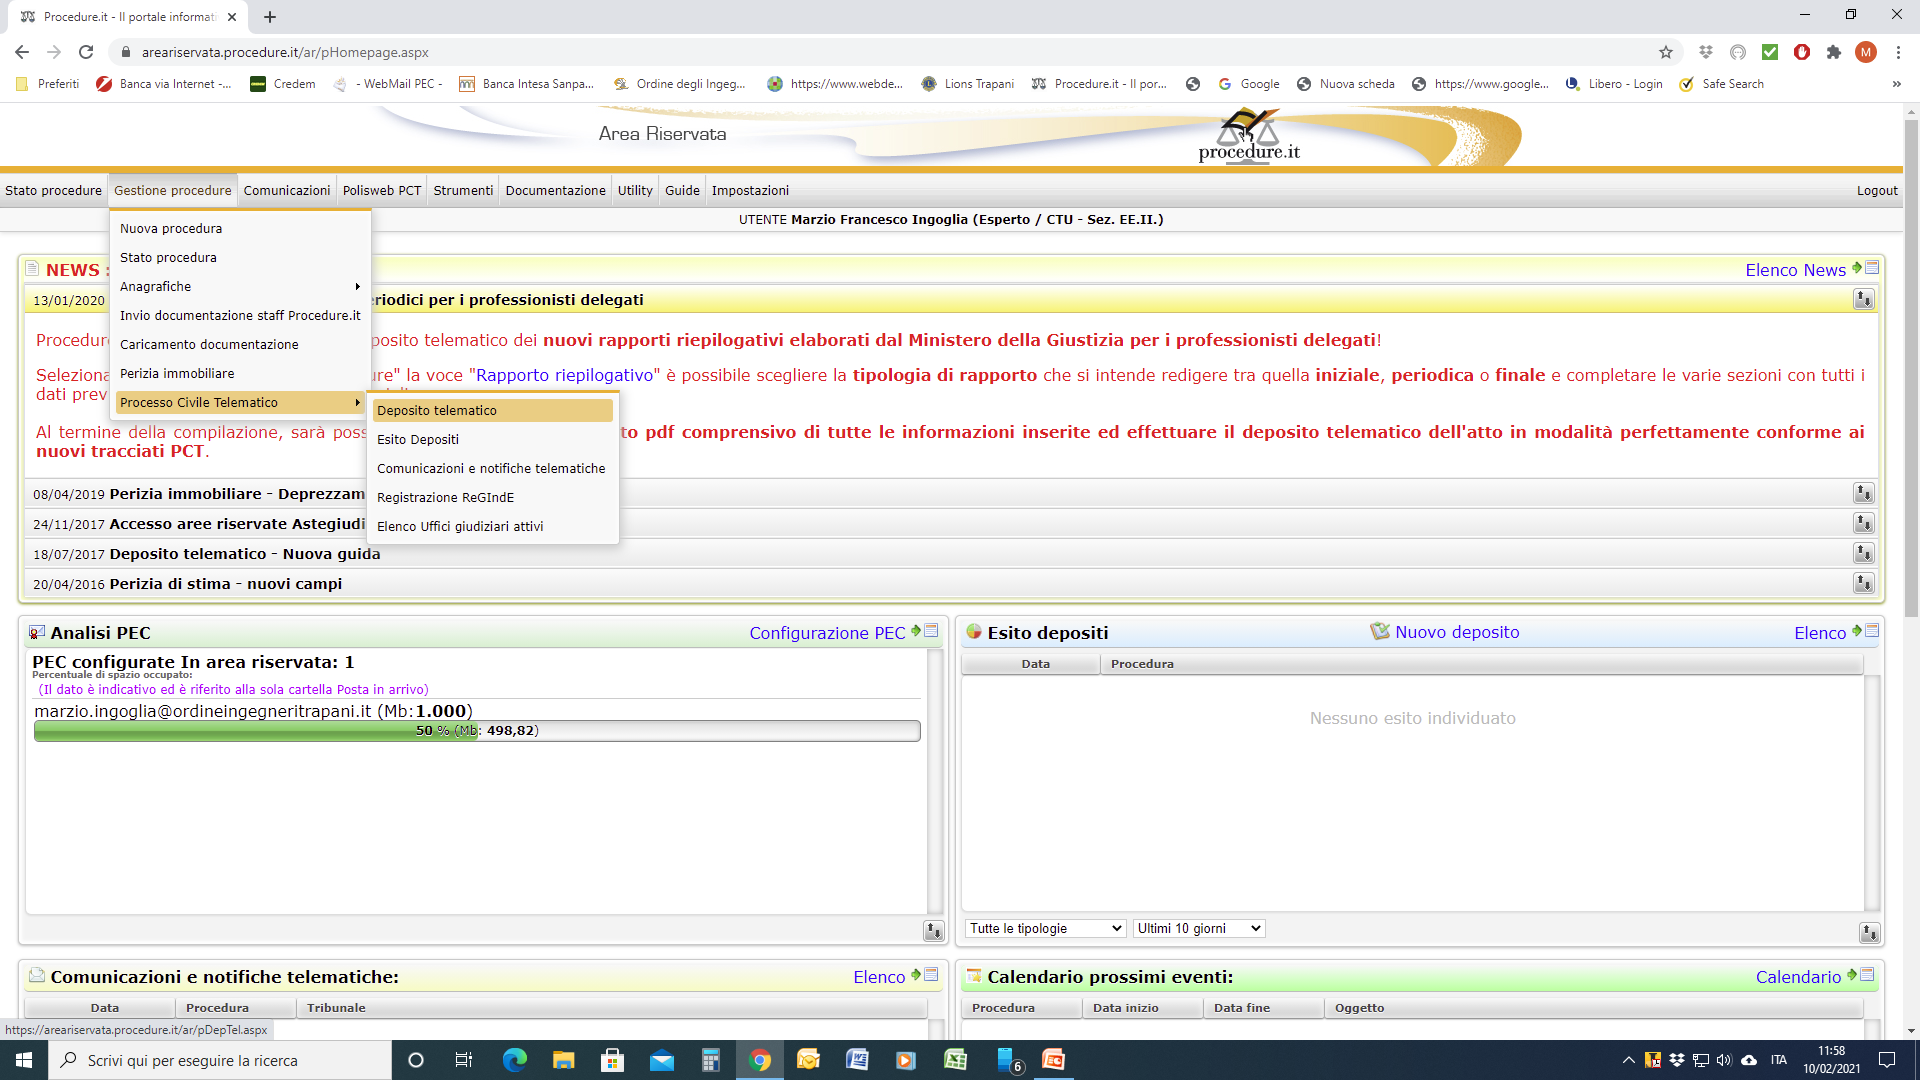 Procedure.it - Il portale informati
areariservata.procedure.it/ar/pHomepage.aspx
M
Preferiti
Banca via Internet -...
Credem
- WebMail PEC -
Banca Intesa Sanpa...
Ordine degli Ingeg...
https://www.webde...
Lions Trapani
Procedure.it - Il por...
Google
Nuova scheda
https://www.google...
Libero - Login
Safe Search
»
Area Riservata
procedure.it
Stato procedure
Gestione procedure
Comunicazioni
Polisweb PCT
Strumenti
Documentazione
Utility
Guide
Impostazioni
Logout
UTENTE Marzio Francesco Ingoglia (Esperto / CTU - Sez. EE.II.)
Nuova procedura
Stato procedura
Anagrafiche
Invio documentazione staff Procedure.it
Caricamento documentazione
Perizia immobiliare
Processo Civile Telematico
Deposito telematico
Esito Depositi
Comunicazioni e notifiche telematiche
Registrazione ReGIndE
Elenco Uffici giudiziari attivi
NEWS :
Elenco News
13/01/2020
riodici per i professionisti delegati
Procedur
posito telematico dei nuovi rapporti riepilogativi elaborati dal Ministero della Giustizia per i professionisti delegati!
Seleziona
ure" la voce "Rapporto riepilogativo" è possibile scegliere la tipologia di rapporto che si intende redigere tra quella iniziale, periodica o finale e completare le varie sezioni con tutti i
dati prev
Al termine della compilazione, sarà poss
to pdf comprensivo di tutte le informazioni inserite ed effettuare il deposito telematico dell'atto in modalità perfettamente conforme ai
nuovi tracciati PCT.
08/04/2019 Perizia immobiliare - Deprezzam
24/11/2017 Accesso aree riservate Astegiudi
18/07/2017 Deposito telematico - Nuova guida
20/04/2016 Perizia di stima - nuovi campi
Analisi PEC
Configurazione PEC
PEC configurate In area riservata: 1
Percentuale di spazio occupato:
(Il dato è indicativo ed è riferito alla sola cartella Posta in arrivo)
marzio.ingoglia@ordineingegneritrapani.it (Mb:1.000)
50 % (Mb: 498,82)
Esito depositi
Nuovo deposito
Elenco
Data
Procedura
Nessuno esito individuato
Tutte le tipologie
Ultimi 10 giorni
Comunicazioni e notifiche telematiche:
Elenco
Data
Procedura
Tribunale
Calendario prossimi eventi:
Calendario
Procedura
Data inizio
Data fine
Oggetto
https://areariservata.procedure.it/ar/pDepTel.aspx
Scrivi qui per eseguire la ricerca
6
ITA
11:58
10/02/2021